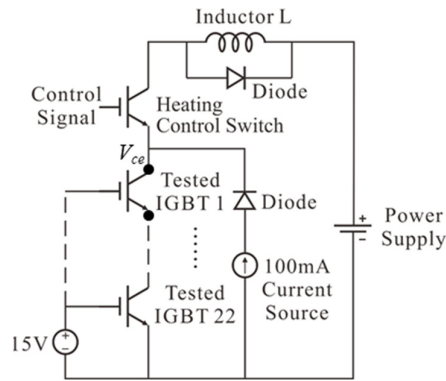 Inductor L
Diode
Control
Signal
Heating
Control Switch
Vce
Tested
IGBT 1
Diode
+
Power
Supply
-
100mA
Current
Source
Tested
IGBT 22
15V
+
-